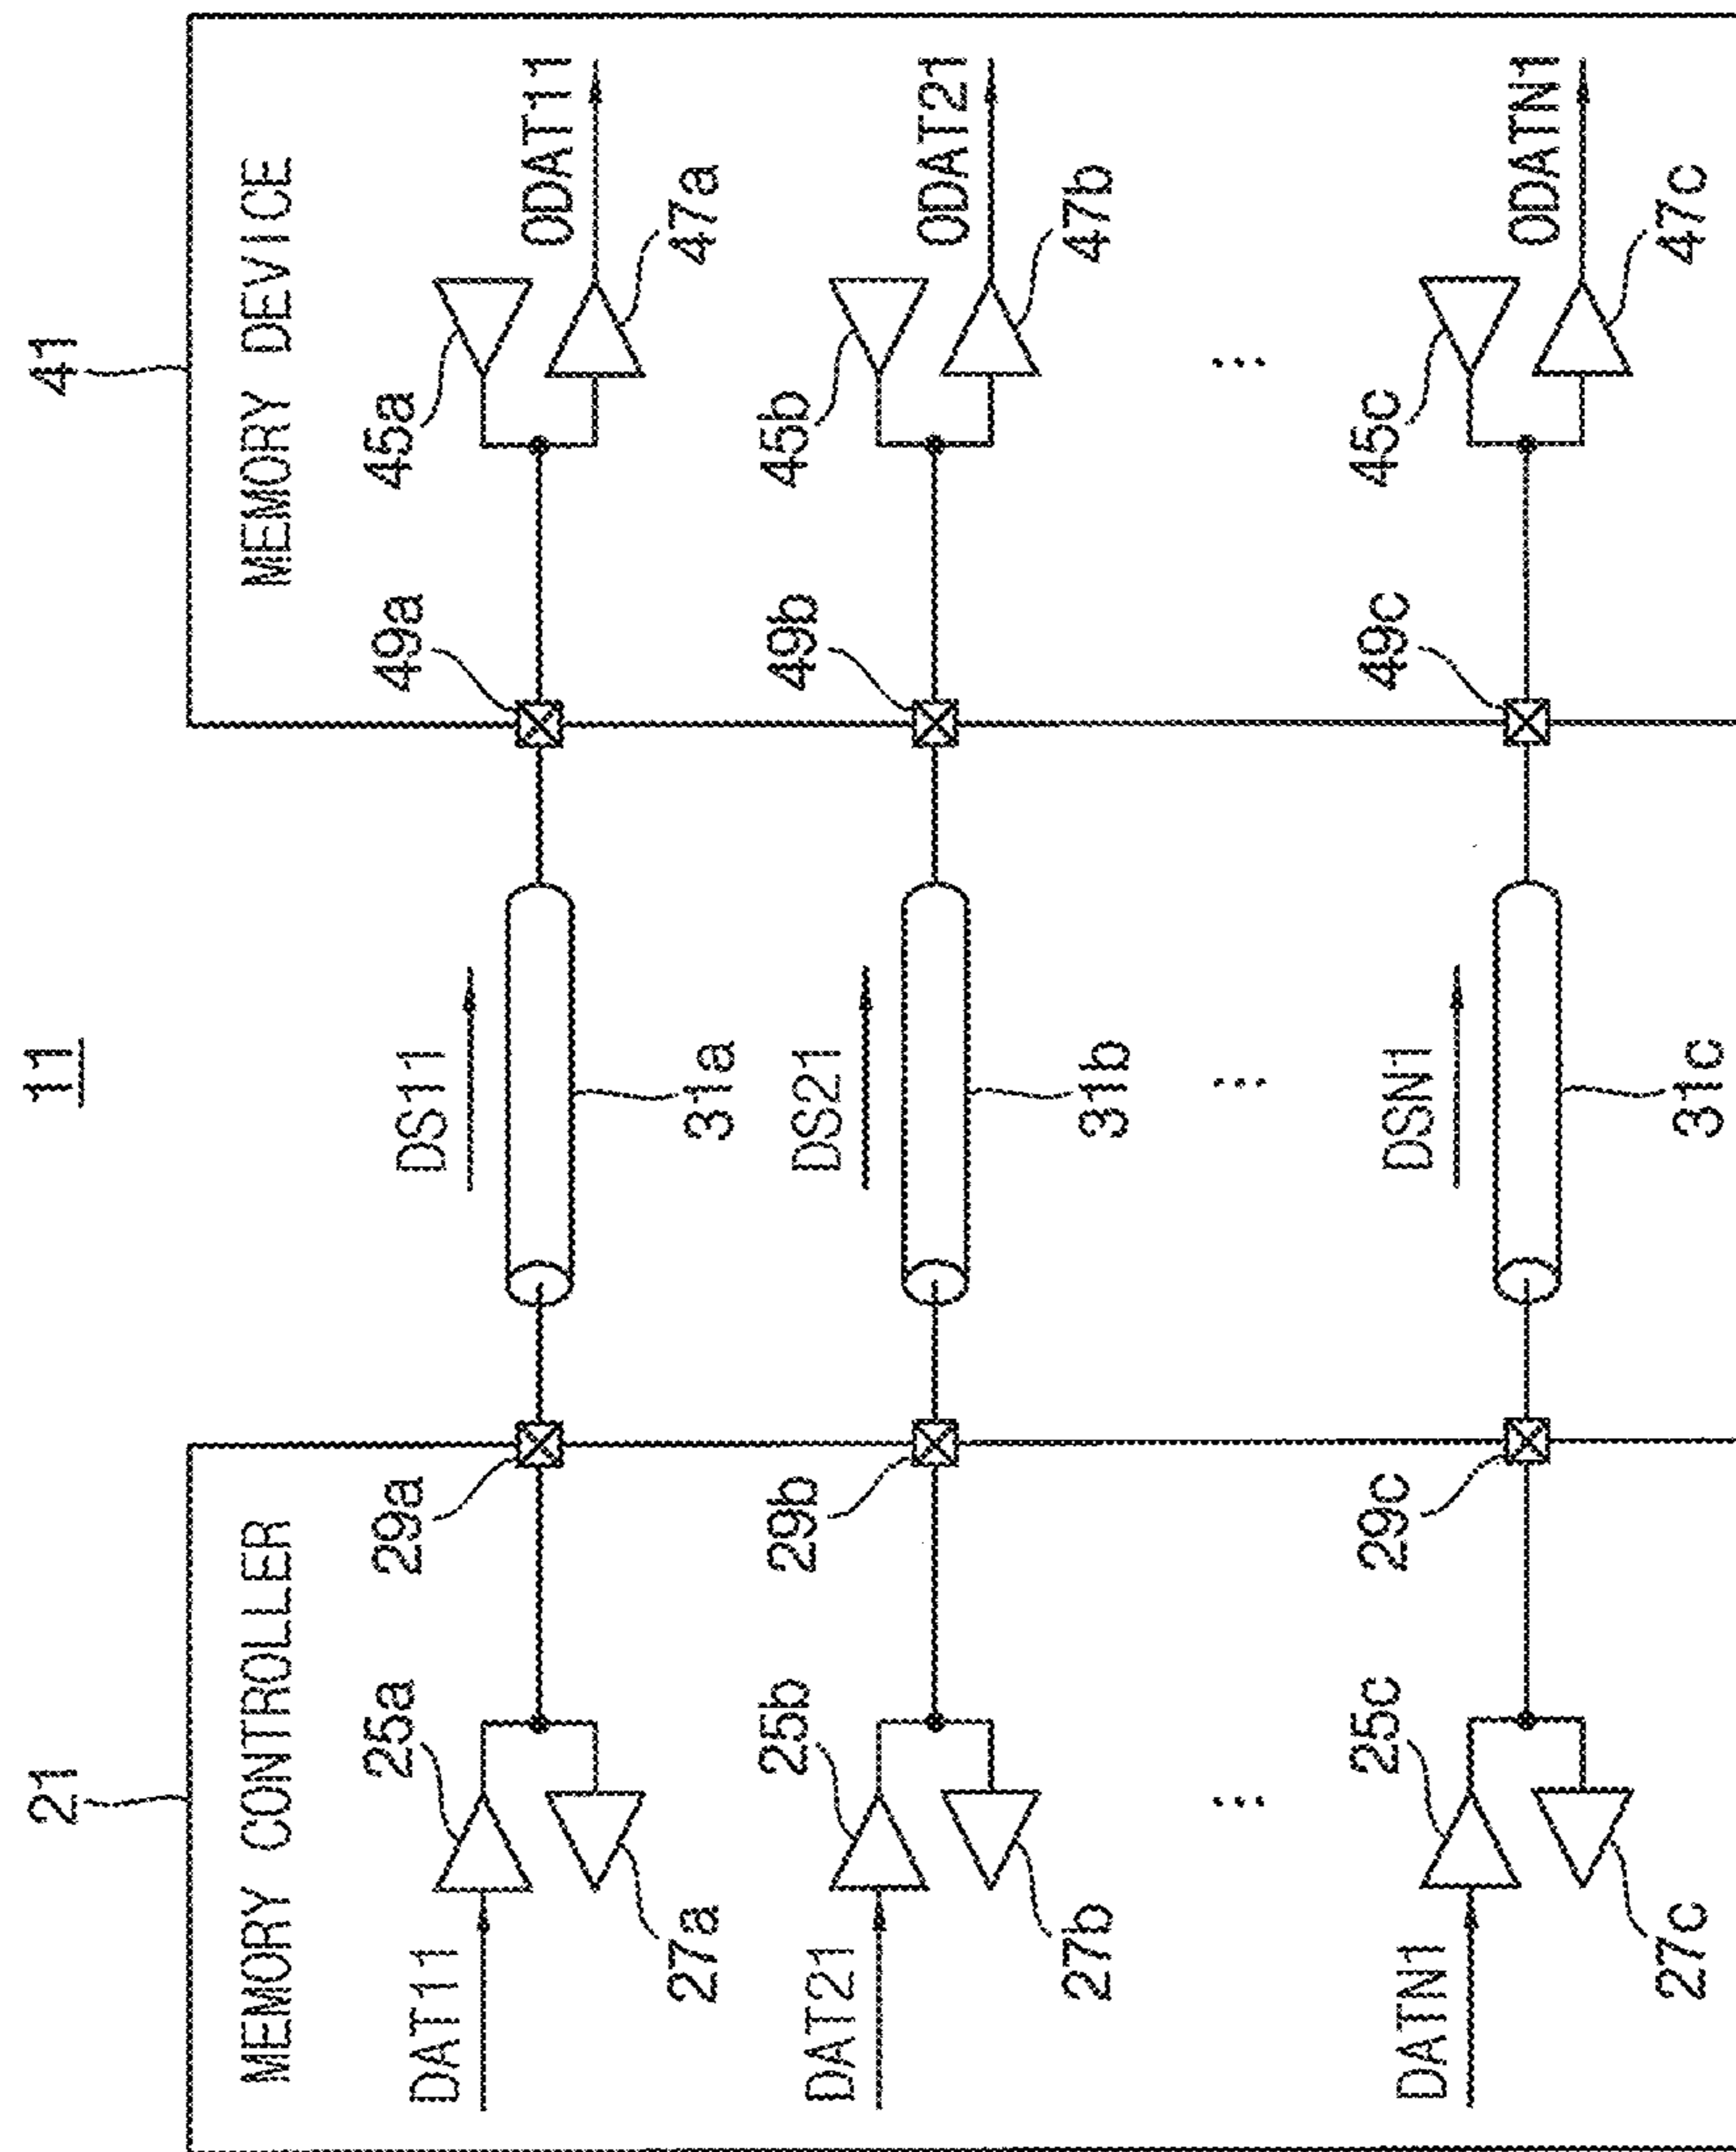 11
21
41
MEMORY CONTROLLER
MEMORY DEVICE
25a
29a
49a
45a
DAT11
DS11
ODAT11
27a
31a
47a
25b
29b
49b
45b
DAT21
DS21
ODAT21
27b
31b
47b
...
...
...
25c
29c
49c
45c
DATN1
DSN1
ODATN1
27c
31c
47c